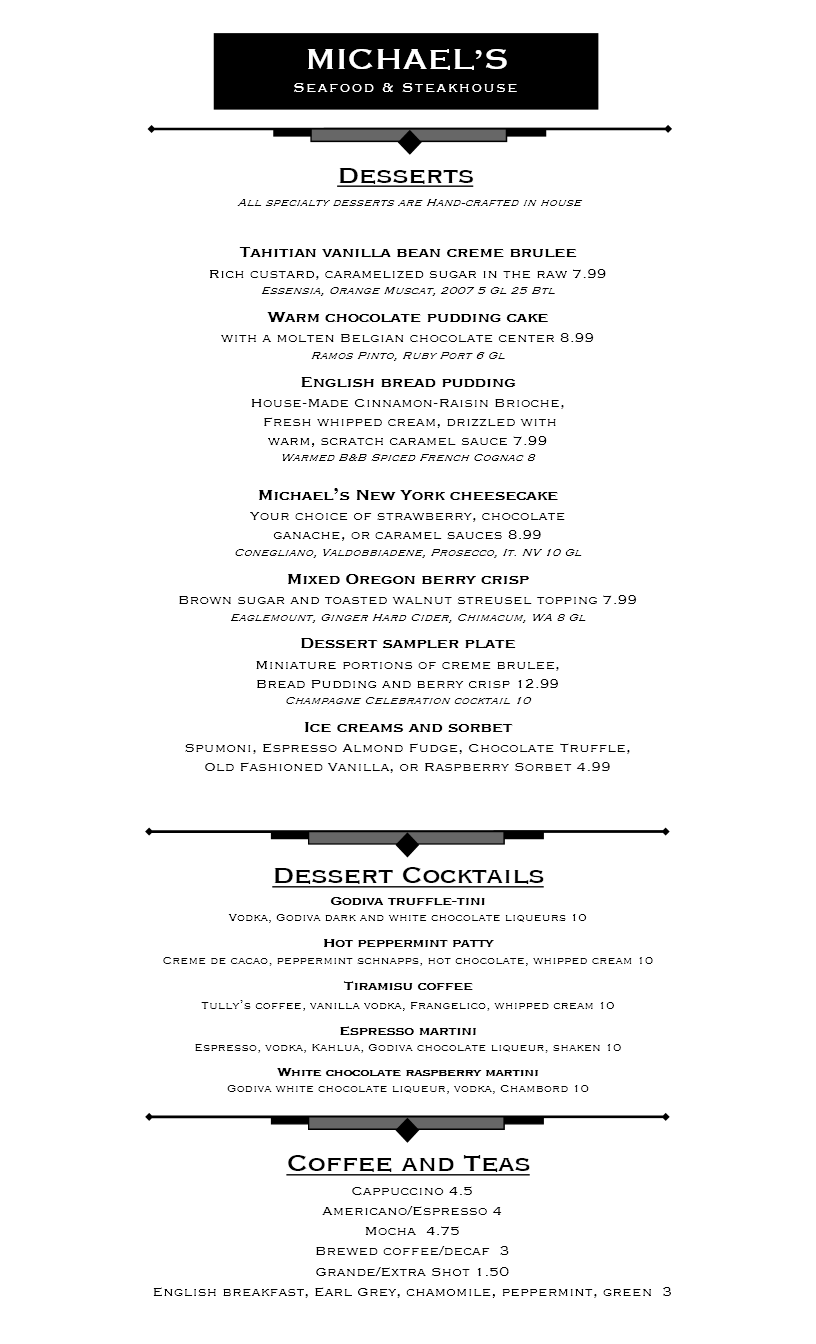 MICHAEL'S
SEAFOOD & STEAKHOUSE
DESSERTS
ALL SPECIALTY DESSERTS ARE HAND-CRAFTED IN HOUSE
TAHITIAN VANILLA BEAN CREME BRULEE
RICH CUSTARD, CARAMELIZED SUGAR IN THE RAW 7.99
ESSENSIA, ORANGE MUSCAT, 2007 5 GL 25 BTL
WARM CHOCOLATE PUDDING CAKE
WITH A MOLTEN BELGIAN CHOCOLATE CENTER 8.99
RAMOS PINTO, RUBY PORT 6 GL
ENGLISH BREAD PUDDING
HOUSE-MADE CINNAMON-RAISIN BRIOCHE,
FRESH WHIPPED CREAM, DRIZZLED WITH
WARM, SCRATCH CARAMEL SAUCE 7.99
WARMED B&B SPICED FRENCH COGNAC 8
MICHAEL'S NEW YORK CHEESECAKE
YOUR CHOICE OF STRAWBERRY, CHOCOLATE
GANACHE, OR CARAMEL SAUCES 8.99
CONEGLIANO, VALDOBBIADENE, PROSECCO, IT. NV 10 GL
MIXED OREGON BERRY CRISP
BROWN SUGAR AND TOASTED WALNUT STREUSEL TOPPING 7.99
EAGLEMOUNT, GINGER HARD CIDER, CHIMACUM, WA 8 GL
DESSERT SAMPLER PLATE
MINIATURE PORTIONS OF CREME BRULEE,
BREAD PUDDING AND BERRY CRISP 12.99
CHAMPAGNE CELEBRATION COCKTAIL 10
ICE CREAMS AND SORBET
SPUMONI, ESPRESSO ALMOND FUDGE, CHOCOLATE TRUFFLE,
OLD FASHIONED VANILLA, OR RASPBERRY SORBET 4.99
DESSERT COCKTAILS
GODIVA TRUFFLE-TINI
VODKA, GODIVA DARK AND WHITE CHOCOLATE LIQUEURS 10
HOT PEPPERMINT PATTY
CREME DE CACAO, PEPPERMINT SCHNAPPS, HOT CHOCOLATE, WHIPPED CREAM 10
TIRAMISU COFFEE
TULLY'S COFFEE, VANILLA VODKA, FRANGELICO, WHIPPED CREAM 10
ESPRESSO MARTINI
ESPRESSO, VODKA, KAHLUA, GODIVA CHOCOLATE LIQUEUR, SHAKEN 10
WHITE CHOCOLATE RASPBERRY MARTINI
GODIVA WHITE CHOCOLATE LIQUEUR, VODKA, CHAMBORD 10
COFFEE AND TEAS
CAPPUCCINO 4.5
AMERICANO/ESPRESSO 4
MOCHA 4.75
BREWED COFFEE/DECAF 3
GRANDE/EXTRA SHOT 1.50
ENGLISH BREAKFAST, EARL GREY, CHAMOMILE, PEPPERMINT, GREEN 3